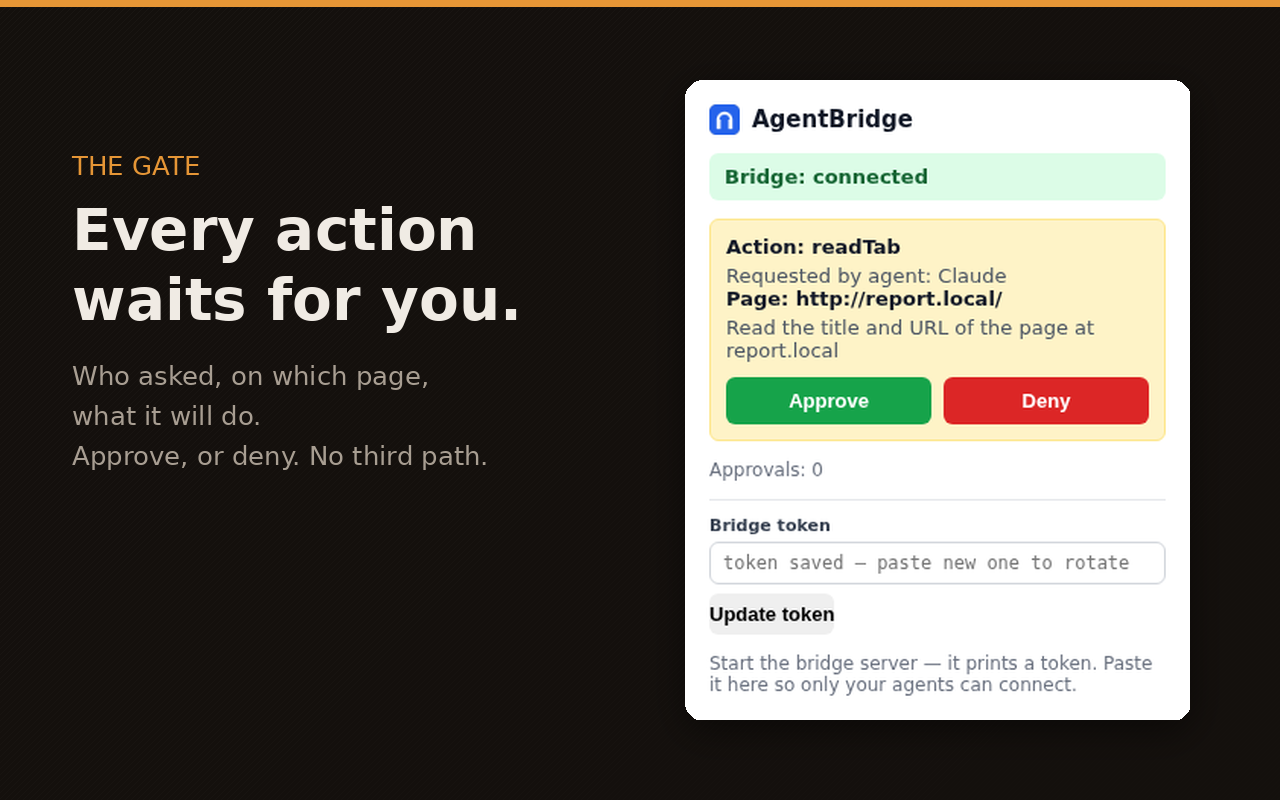 THE GATE
Every action
waits for you.
Who asked, on which page,
what it will do.
Approve, or deny. No third path.
AgentBridge
Bridge: connected
Action: readTab
Requested by agent: Claude
Page: http://report.local/
Read the title and URL of the page at
report.local
Approve
Deny
Approvals: 0
Bridge token
token saved — paste new one to rotate
Update token
Start the bridge server — it prints a token. Paste
it here so only your agents can connect.